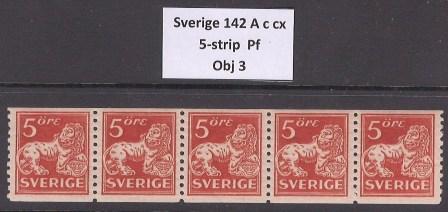 Sverige 142 A c cx
5-strip Pf
Obj 3
5 ÖRE 5 ÖRE 5 ÖRE 5 ÖRE 5 ÖRE
SVERIGE SVERIGE SVERIGE SVERIGE SVERIGE